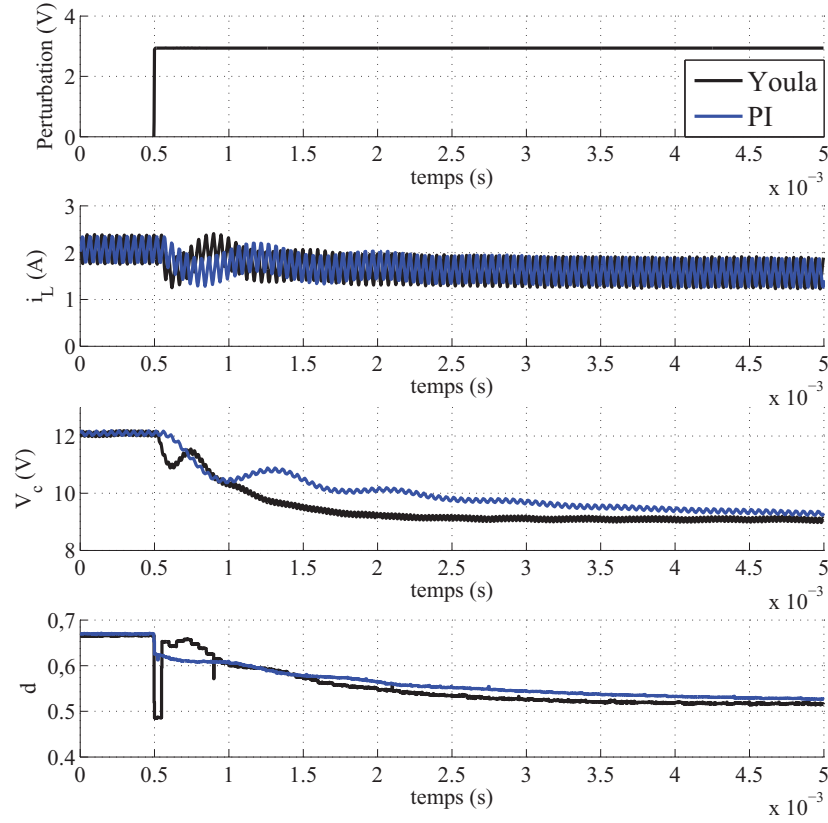 Perturbation (V)
4
2
0
Youla
PI
0 0.5 1 1.5 2 2.5 3 3.5 4 4.5 5
temps (s)
x 10⁻³
i_L (A)
3
2
1
0
0 0.5 1 1.5 2 2.5 3 3.5 4 4.5 5
temps (s)
x 10⁻³
V_c (V)
12
10
8
0 0.5 1 1.5 2 2.5 3 3.5 4 4.5 5
temps (s)
x 10⁻³
d
0,7
0,6
0.5
0.4
0 0.5 1 1.5 2 2.5 3 3.5 4 4.5 5
temps (s)
x 10⁻³